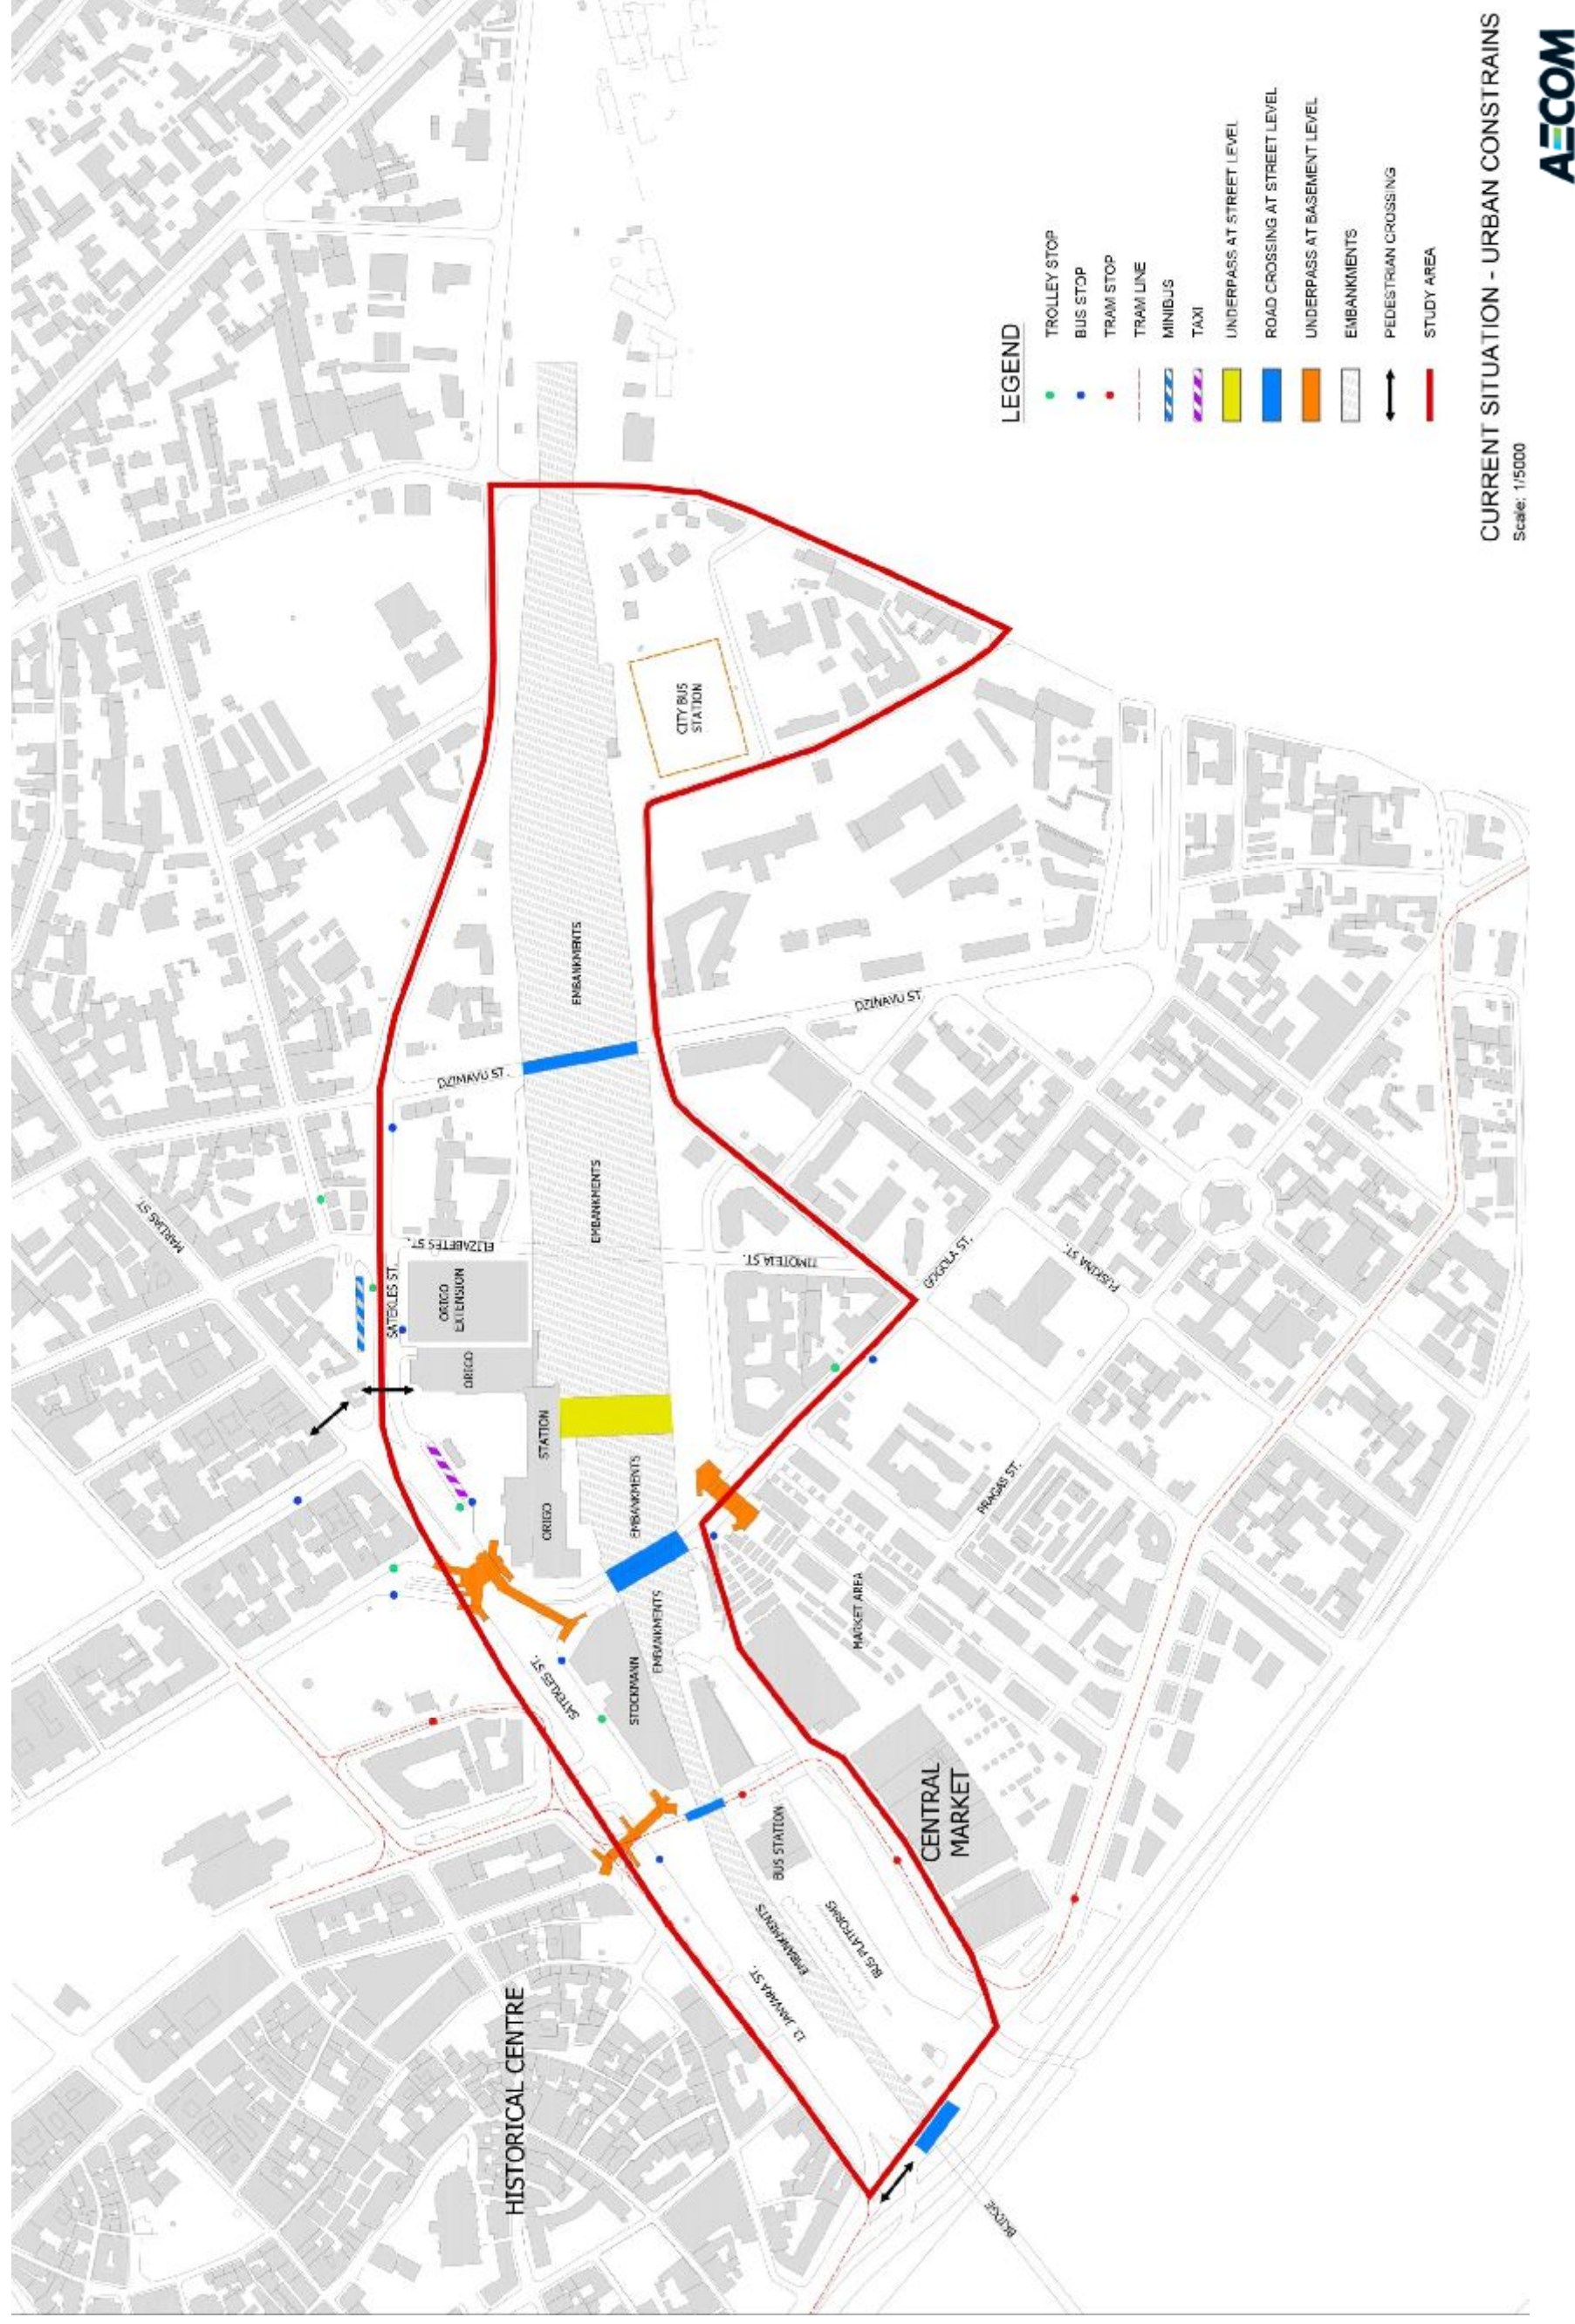 HISTORICAL CENTRE
MARIJAS ST.
SATEKLES ST.
ELIZABETES ST.
DZIMAVU ST.
ORIGO
EXTENSION
ORIGO
STATION
ORIGO
EMBANKMENTS
EMBANKMENTS
EMBANKMENTS
EMBANKMENTS
CITY BUS
STATION
DZINAVU ST
TIMOTEJA ST.
GOGOLA ST.
PUSKINA ST.
PRAGAS ST.
SATEKLES ST.
STOCKMANN
MARKET AREA
CENTRAL
MARKET
BUS STATION
BUS PLATFORMS
EMBANKMENTS
13. JANVARA ST.
BRIDGE
LEGEND
TROLLEY STOP
BUS STOP
TRAM STOP
TRAM LINE
MINIBUS
TAXI
UNDERPASS AT STREET LEVEL
ROAD CROSSING AT STREET LEVEL
UNDERPASS AT BASEMENT LEVEL
EMBANKMENTS
PEDESTRIAN CROSSING
STUDY AREA
CURRENT SITUATION - URBAN CONSTRAINS
Scale: 1/5000
AECOM